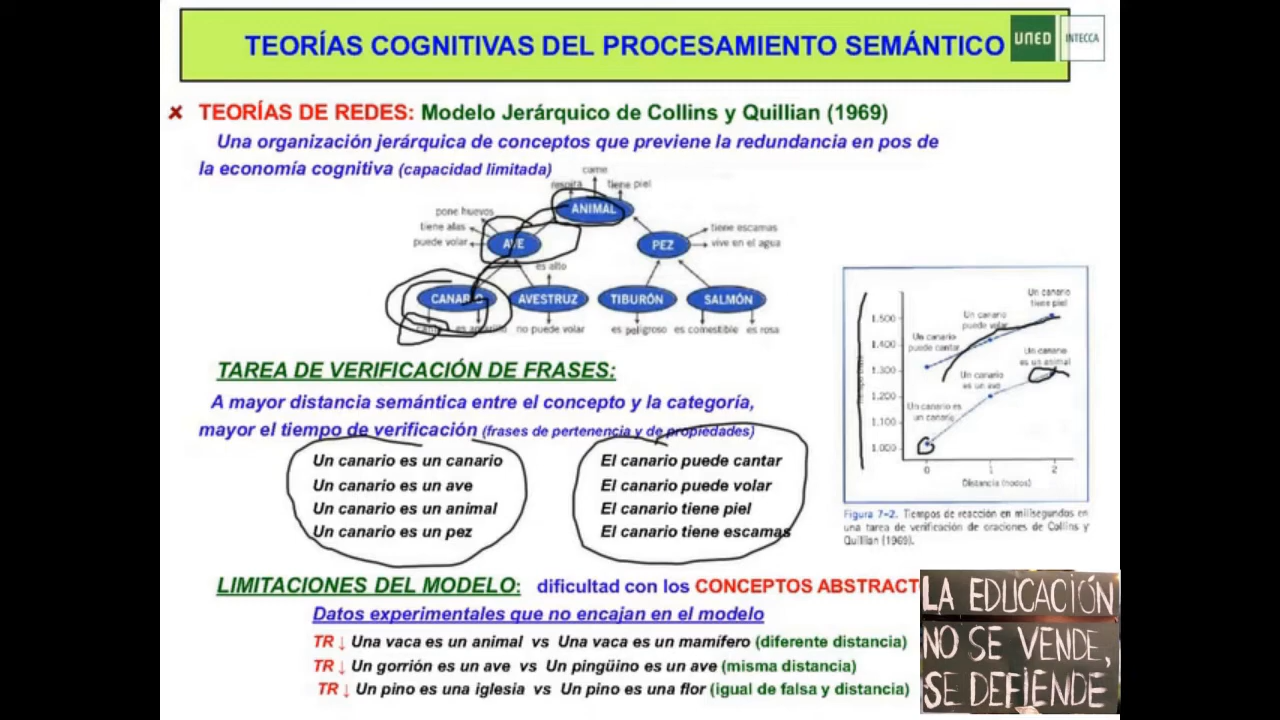 TEORÍAS COGNITIVAS DEL PROCESAMIENTO SEMÁNTICO
UNED
INTECCA
TEORÍAS DE REDES: Modelo Jerárquico de Collins y Quillian (1969)
Una organización jerárquica de conceptos que previene la redundancia en pos de
la economía cognitiva (capacidad limitada)
come
respira
tiene piel
ANIMAL
pone huevos
tiene alas
puede volar
AVE
PEZ
tiene escamas
vive en el agua
es alto
CANARIO
AVESTRUZ
TIBURÓN
SALMÓN
es amarillo
no puede volar
es peligroso
es comestible
es rosa
TAREA DE VERIFICACIÓN DE FRASES:
A mayor distancia semántica entre el concepto y la categoría,
mayor el tiempo de verificación (frases de pertenencia y de propiedades)
Un canario es un canario
Un canario es un ave
Un canario es un animal
Un canario es un pez
El canario puede cantar
El canario puede volar
El canario tiene piel
El canario tiene escamas
Un canario
tiene piel
Un canario
puede volar
Un canario
puede cantar
Un canario
es un animal
Un canario
es un ave
Un canario es
un canario
1.500
1.400
1.300
1.200
1.100
1.000
0
1
2
Distancia (nodos)
Figura 7-2. Tiempos de reacción en milisegundos en
una tarea de verificación de oraciones de Collins y
Quillian (1969).
LIMITACIONES DEL MODELO: dificultad con los CONCEPTOS ABSTRACT
Datos experimentales que no encajan en el modelo
TR ↓ Una vaca es un animal vs Una vaca es un mamífero (diferente distancia)
TR ↓ Un gorrión es un ave vs Un pingüino es un ave (misma distancia)
TR ↓ Un pino es una iglesia vs Un pino es una flor (igual de falsa y distancia)
LA EDUCACIÓN
NO SE VENDE,
SE DEFIENDE